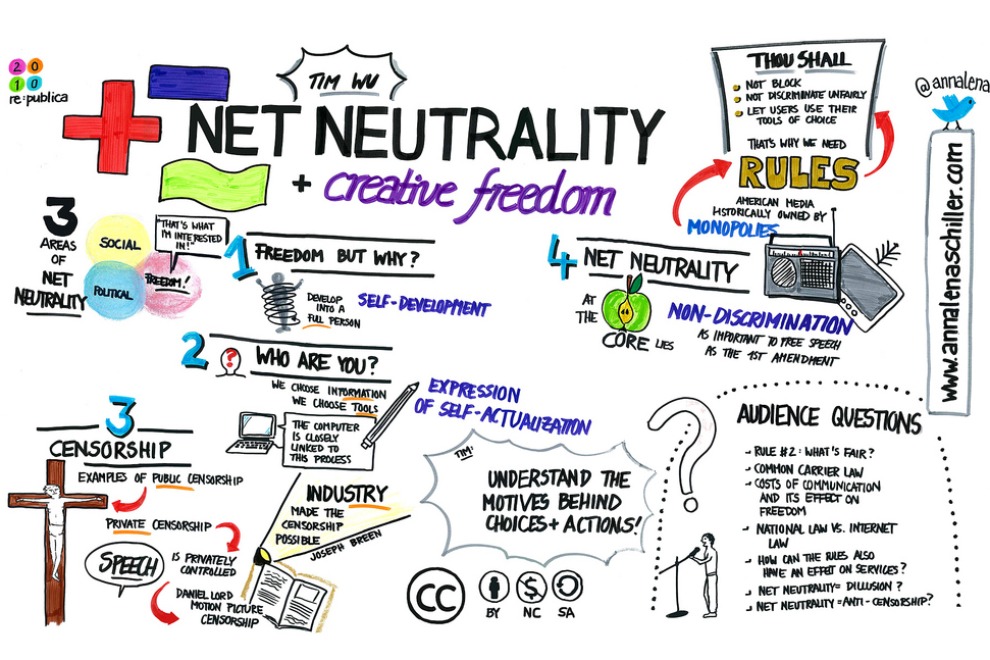 2 0
1 0
re:publica
TIM WU
NET NEUTRALITY
+ creative freedom
3
AREAS
OF
NET
NEUTRALITY
SOCIAL
POLITICAL
FREEDOM!
"THAT'S WHAT
I'M INTERESTED
IN!"
1 FREEDOM BUT WHY?
DEVELOP
INTO A
FULL PERSON
SELF-DEVELOPMENT
2 ? WHO ARE YOU?
WE CHOOSE INFORMATION
WE CHOOSE TOOLS
THE COMPUTER
IS CLOSELY
LINKED TO
THIS PROCESS
EXPRESSION
OF SELF-ACTUALIZATION
3
CENSORSHIP
EXAMPLES OF PUBLIC CENSORSHIP
PRIVATE CENSORSHIP
SPEECH
IS PRIVATELY
CONTROLLED
DANIEL LORD
MOTION PICTURE
CENSORSHIP
INDUSTRY
MADE THE
CENSORSHIP
POSSIBLE
JOSEPH BREEN
TIM:
UNDERSTAND THE
MOTIVES BEHIND
CHOICES + ACTIONS!
CC
BY NC SA
THOU SHALL
NOT BLOCK
NOT DISCRIMINATE UNFAIRLY
LET USERS USE THEIR
TOOLS OF CHOICE
THAT'S WHY WE NEED
RULES
AMERICAN MEDIA
HISTORICALLY OWNED BY
MONOPOLIES
4 NET NEUTRALITY
AT
THE
CORE LIES
NON-DISCRIMINATION
AS IMPORTANT TO FREE SPEECH
AS THE 1ST AMENDMENT
?
AUDIENCE QUESTIONS
- RULE #2: WHAT'S FAIR?
- COMMON CARRIER LAW
- COSTS OF COMMUNICATION
AND ITS EFFECT ON
FREEDOM
- NATIONAL LAW VS. INTERNET
LAW
- HOW CAN THE RULES ALSO
HAVE AN EFFECT ON SERVICES?
- NET NEUTRALITY = DILLUSION?
- NET NEUTRALITY = ANTI-CENSORSHIP?
@annalena
www.annalenaschiller.com